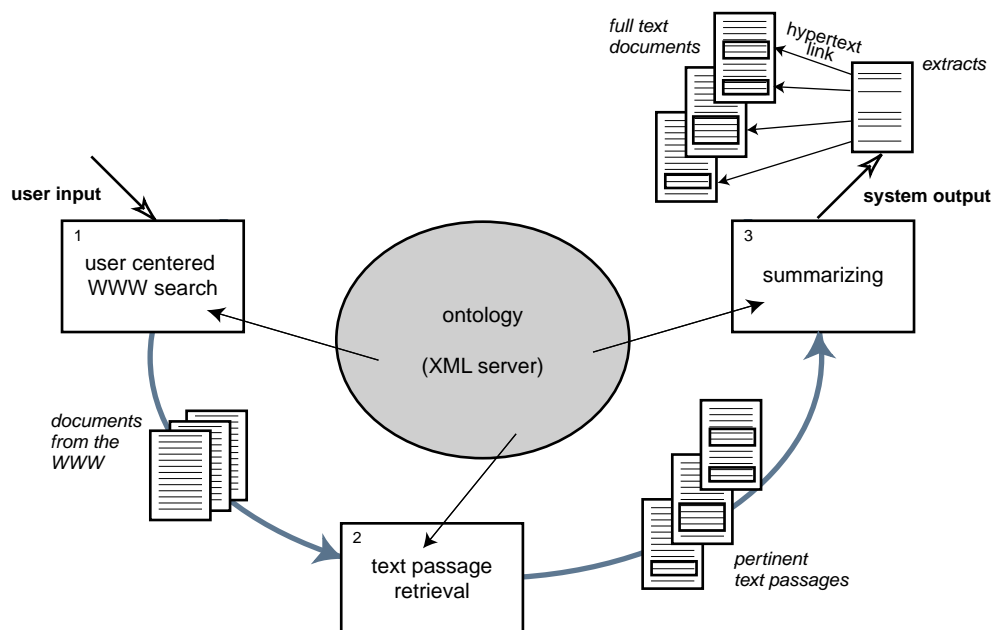 full text
documents
hypertext
link
extracts
user input
system output
1
user centered
WWW search
3
summarizing
ontology
(XML server)
documents
from the
WWW
2
text passage
retrieval
pertinent
text passages